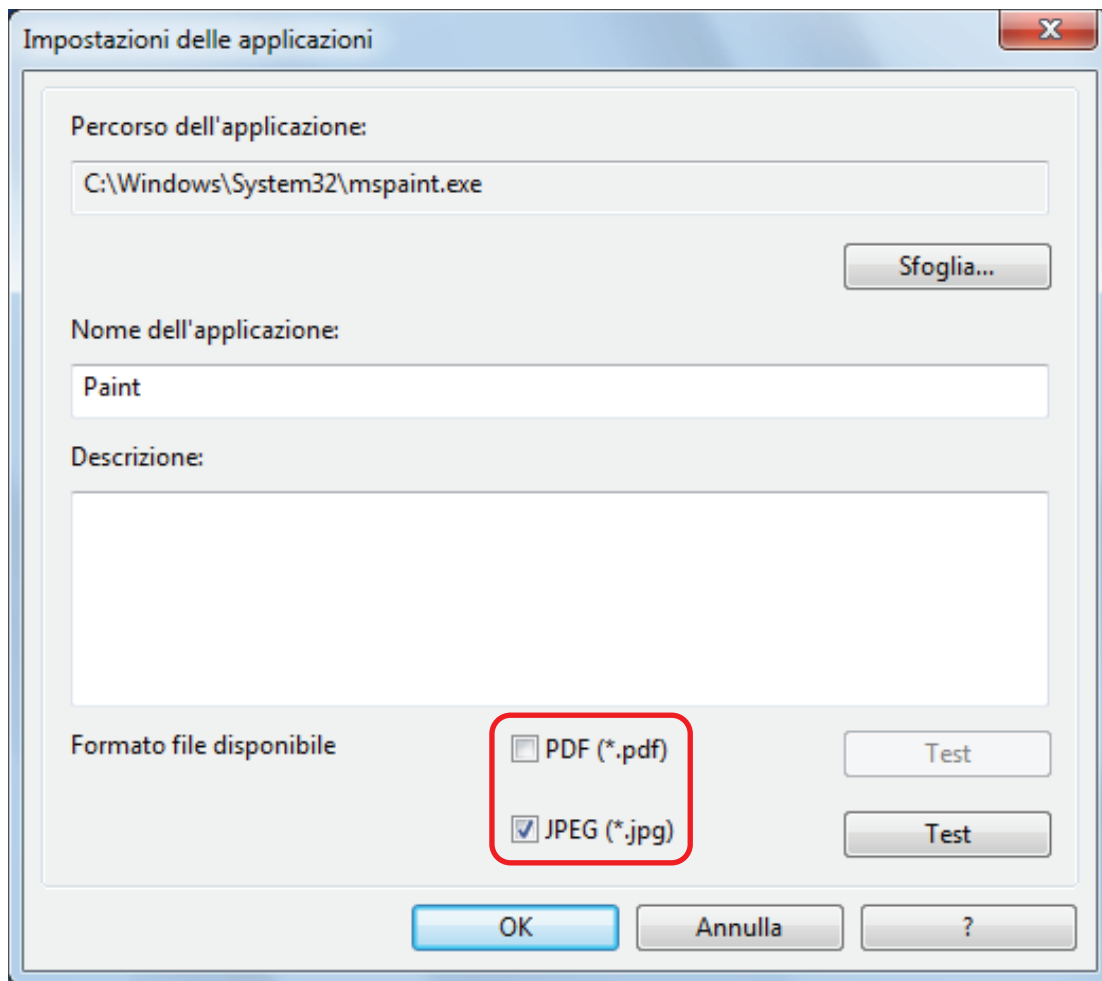 Impostazioni delle applicazioni
Percorso dell'applicazione:
C:\Windows\System32\mspaint.exe
Sfoglia...
Nome dell'applicazione:
Paint
Descrizione:
Formato file disponibile
PDF (*.pdf)
Test
JPEG (*.jpg)
Test
OK
Annulla
?